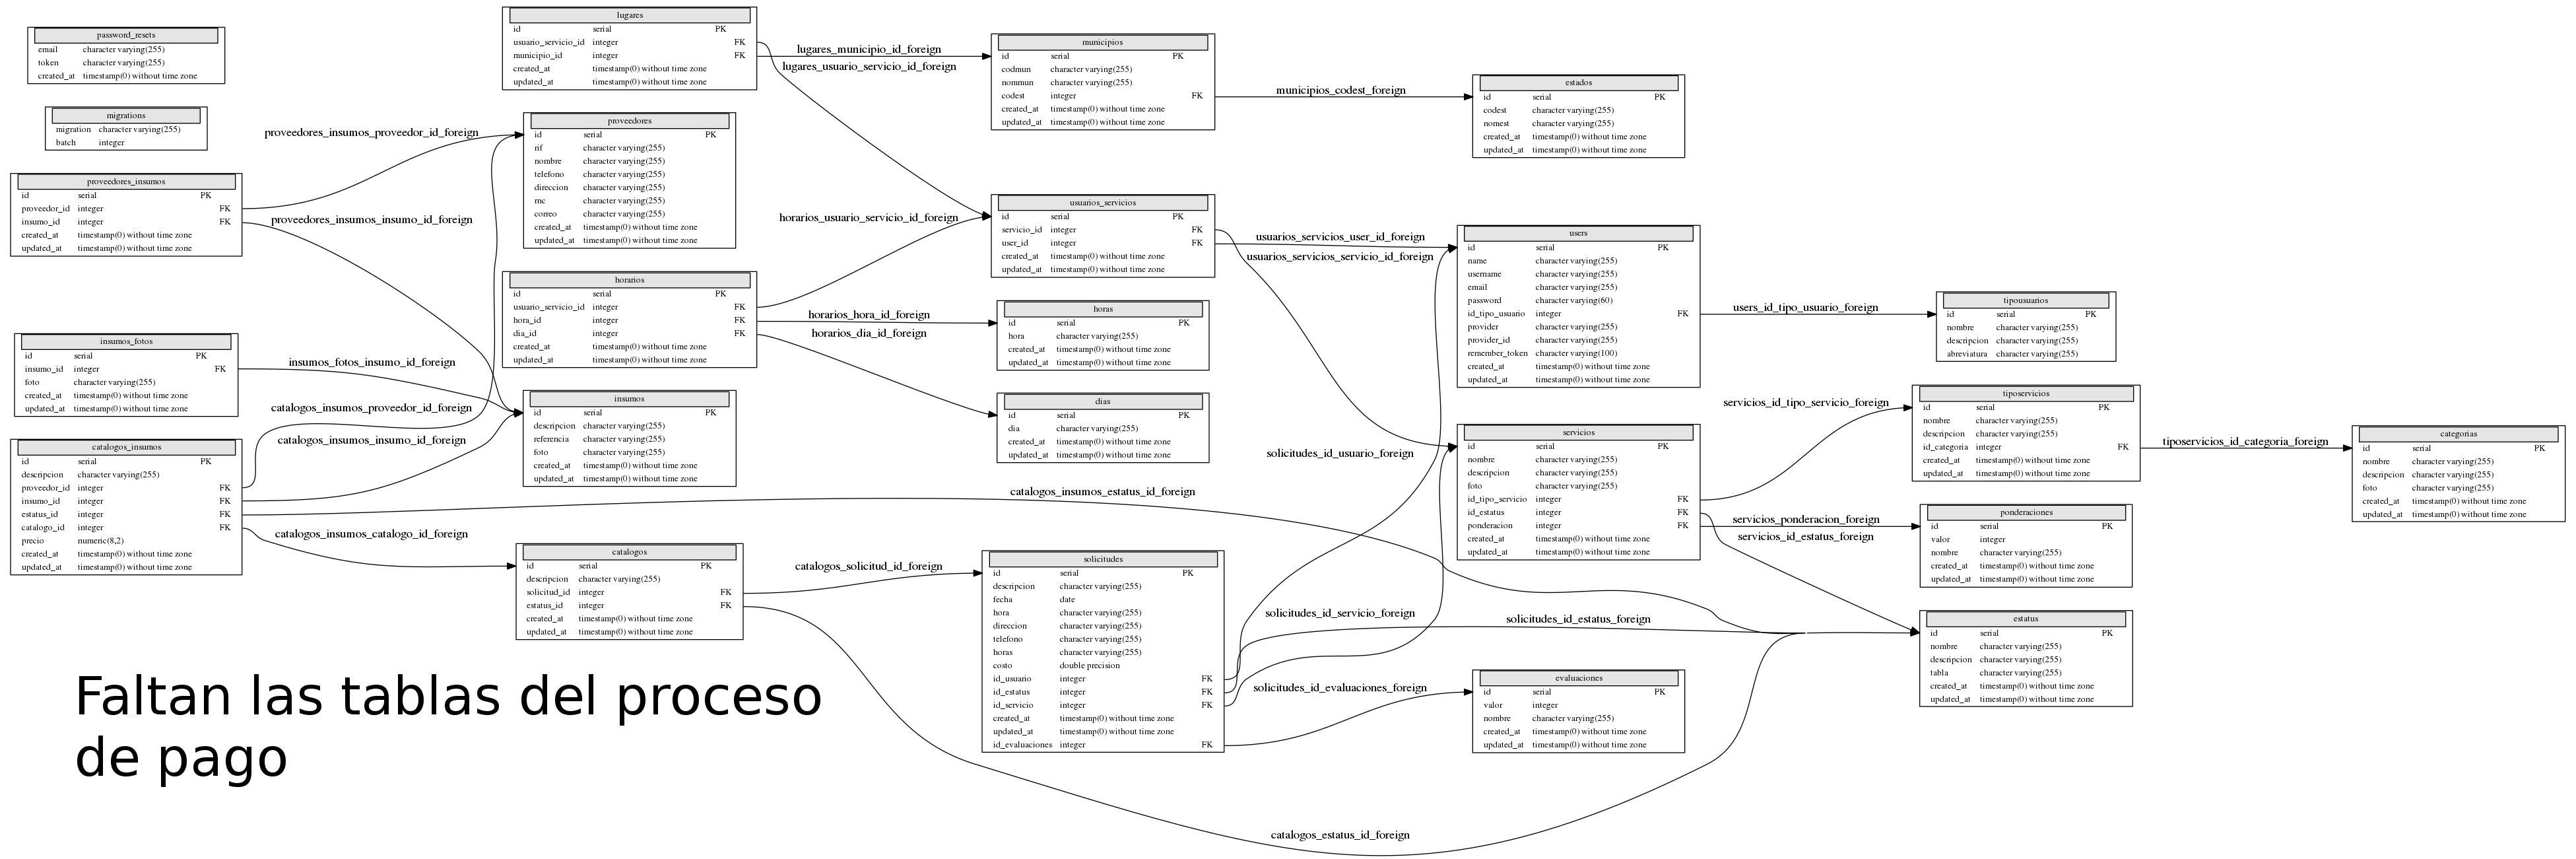 password_resets
email character varying(255)
token character varying(255)
created_at timestamp(0) without time zone
migrations
migration character varying(255)
batch integer
proveedores_insumos
id serial PK
proveedor_id integer FK
insumo_id integer FK
created_at timestamp(0) without time zone
updated_at timestamp(0) without time zone
insumos_fotos
id serial PK
insumo_id integer FK
foto character varying(255)
created_at timestamp(0) without time zone
updated_at timestamp(0) without time zone
catalogos_insumos
id serial PK
descripcion character varying(255)
proveedor_id integer FK
insumo_id integer FK
estatus_id integer FK
catalogo_id integer FK
precio numeric(8,2)
created_at timestamp(0) without time zone
updated_at timestamp(0) without time zone
proveedores_insumos_proveedor_id_foreign
proveedores_insumos_insumo_id_foreign
insumos_fotos_insumo_id_foreign
catalogos_insumos_proveedor_id_foreign
catalogos_insumos_insumo_id_foreign
catalogos_insumos_estatus_id_foreign
catalogos_insumos_catalogo_id_foreign
lugares
id serial PK
usuario_servicio_id integer FK
municipio_id integer FK
created_at timestamp(0) without time zone
updated_at timestamp(0) without time zone
proveedores
id serial PK
rif character varying(255)
nombre character varying(255)
telefono character varying(255)
direccion character varying(255)
rnc character varying(255)
correo character varying(255)
created_at timestamp(0) without time zone
updated_at timestamp(0) without time zone
horarios
id serial PK
usuario_servicio_id integer FK
hora_id integer FK
dia_id integer FK
created_at timestamp(0) without time zone
updated_at timestamp(0) without time zone
insumos
id serial PK
descripcion character varying(255)
referencia character varying(255)
foto character varying(255)
created_at timestamp(0) without time zone
updated_at timestamp(0) without time zone
catalogos
id serial PK
descripcion character varying(255)
solicitud_id integer FK
estatus_id integer FK
created_at timestamp(0) without time zone
updated_at timestamp(0) without time zone
lugares_municipio_id_foreign
lugares_usuario_servicio_id_foreign
horarios_usuario_servicio_id_foreign
horarios_hora_id_foreign
horarios_dia_id_foreign
catalogos_solicitud_id_foreign
catalogos_estatus_id_foreign
municipios
id serial PK
codmun character varying(255)
nommun character varying(255)
codest integer FK
created_at timestamp(0) without time zone
updated_at timestamp(0) without time zone
usuarios_servicios
id serial PK
servicio_id integer FK
user_id integer FK
created_at timestamp(0) without time zone
updated_at timestamp(0) without time zone
horas
id serial PK
hora character varying(255)
created_at timestamp(0) without time zone
updated_at timestamp(0) without time zone
dias
id serial PK
dia character varying(255)
created_at timestamp(0) without time zone
updated_at timestamp(0) without time zone
solicitudes
id serial PK
descripcion character varying(255)
fecha date
hora character varying(255)
direccion character varying(255)
telefono character varying(255)
horas character varying(255)
costo double precision
id_usuario integer FK
id_estatus integer FK
id_servicio integer FK
created_at timestamp(0) without time zone
updated_at timestamp(0) without time zone
id_evaluaciones integer FK
municipios_codest_foreign
usuarios_servicios_user_id_foreign
usuarios_servicios_servicio_id_foreign
solicitudes_id_usuario_foreign
solicitudes_id_servicio_foreign
solicitudes_id_estatus_foreign
solicitudes_id_evaluaciones_foreign
estados
id serial PK
codest character varying(255)
nomest character varying(255)
created_at timestamp(0) without time zone
updated_at timestamp(0) without time zone
users
id serial PK
name character varying(255)
username character varying(255)
email character varying(255)
password character varying(60)
id_tipo_usuario integer FK
provider character varying(255)
provider_id character varying(255)
remember_token character varying(100)
created_at timestamp(0) without time zone
updated_at timestamp(0) without time zone
servicios
id serial PK
nombre character varying(255)
descripcion character varying(255)
foto character varying(255)
id_tipo_servicio integer FK
id_estatus integer FK
ponderacion integer FK
created_at timestamp(0) without time zone
updated_at timestamp(0) without time zone
evaluaciones
id serial PK
valor integer
nombre character varying(255)
created_at timestamp(0) without time zone
updated_at timestamp(0) without time zone
users_id_tipo_usuario_foreign
servicios_id_tipo_servicio_foreign
servicios_ponderacion_foreign
servicios_id_estatus_foreign
tipousuarios
id serial PK
nombre character varying(255)
descripcion character varying(255)
abreviatura character varying(255)
tiposervicios
id serial PK
nombre character varying(255)
descripcion character varying(255)
id_categoria integer FK
created_at timestamp(0) without time zone
updated_at timestamp(0) without time zone
ponderaciones
id serial PK
valor integer
nombre character varying(255)
created_at timestamp(0) without time zone
updated_at timestamp(0) without time zone
estatus
id serial PK
nombre character varying(255)
descripcion character varying(255)
tabla character varying(255)
created_at timestamp(0) without time zone
updated_at timestamp(0) without time zone
tiposervicios_id_categoria_foreign
categorias
id serial PK
nombre character varying(255)
descripcion character varying(255)
foto character varying(255)
created_at timestamp(0) without time zone
updated_at timestamp(0) without time zone
Faltan las tablas del proceso
de pago